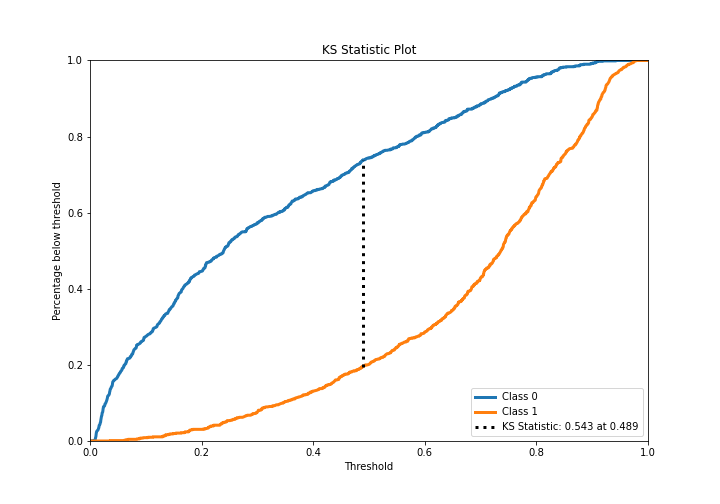 KS Statistic Plot
1.0
0.8
0.6
0.4
0.2
0.0
Percentage below threshold
0.0 0.2 0.4 0.6 0.8 1.0
Threshold
Class 0
Class 1
KS Statistic: 0.543 at 0.489